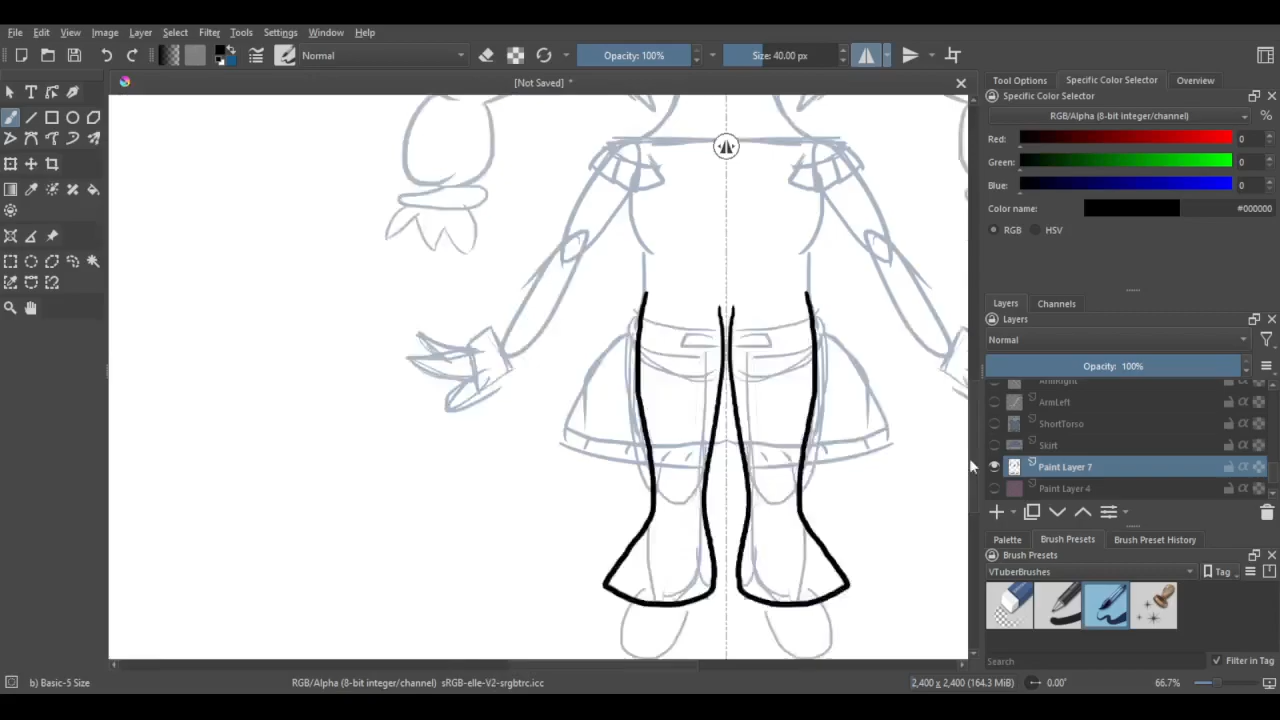 File Edit View Image Layer Select Filter Tools Settings Window Help
Normal Opacity: 100% Size: 40.00 px
[Not Saved] *
Tool Options Specific Color Selector Overview
Specific Color Selector
RGB/Alpha (8-bit integer/channel) %
Red: 0
Green: 0
Blue: 0
Color name: #000000
RGB HSV
Layers Channels
Layers
Normal
Opacity: 100%
ArmRight
ArmLeft
ShortTorso
Skirt
Paint Layer 7
Paint Layer 4
Palette Brush Presets Brush Preset History
Brush Presets
VTuberBrushes Tag
Search Filter in Tag
b) Basic-5 Size RGB/Alpha (8-bit integer/channel) sRGB-elle-V2-srgbtrc.icc 2,400 x 2,400 (164.3 MiB) 0.00° 66.7%